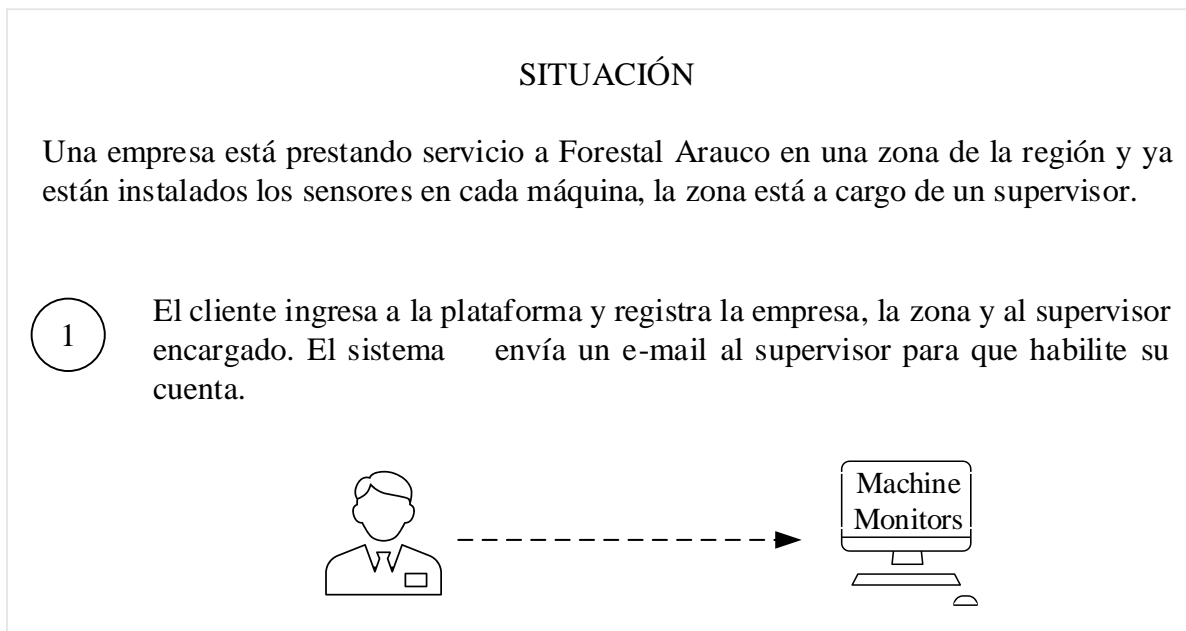 SITUACIÓN
Una empresa está prestando servicio a Forestal Arauco en una zona de la región y ya
están instalados los sensores en cada máquina, la zona está a cargo de un supervisor.
1
El cliente ingresa a la plataforma y registra la empresa, la zona y al supervisor
encargado. El sistema envía un e-mail al supervisor para que habilite su
cuenta.
Machine
Monitors